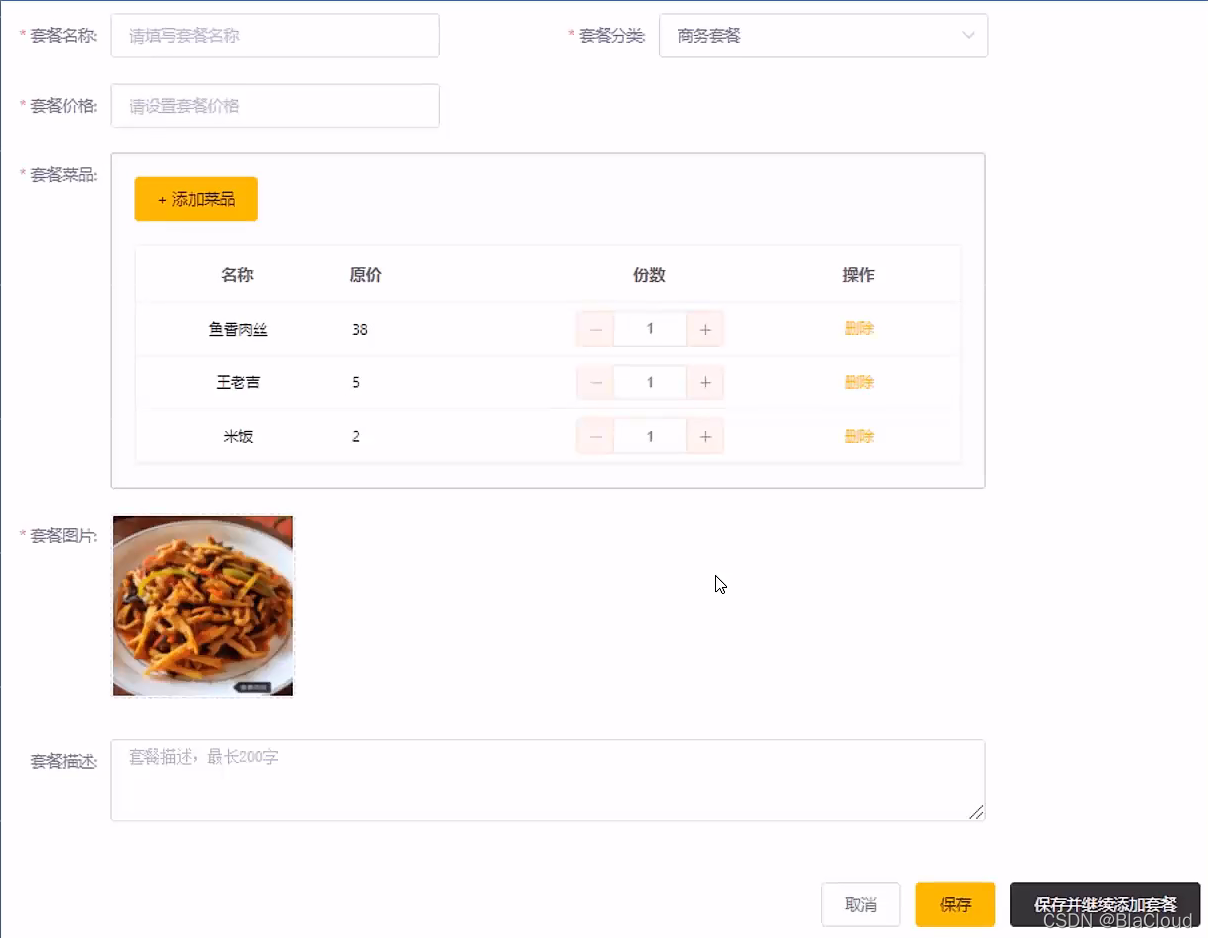 * 套餐名称: 请填写套餐名称 * 套餐分类: 商务套餐
* 套餐价格: 请设置套餐价格
* 套餐菜品:
+ 添加菜品
名称 原价 份数 操作
鱼香肉丝 38 － 1 + 删除
王老吉 5 － 1 + 删除
米饭 2 － 1 + 删除
* 套餐图片:
套餐描述: 套餐描述，最长200字
取消 保存 保存并继续添加套餐
CSDN @BlaCloud